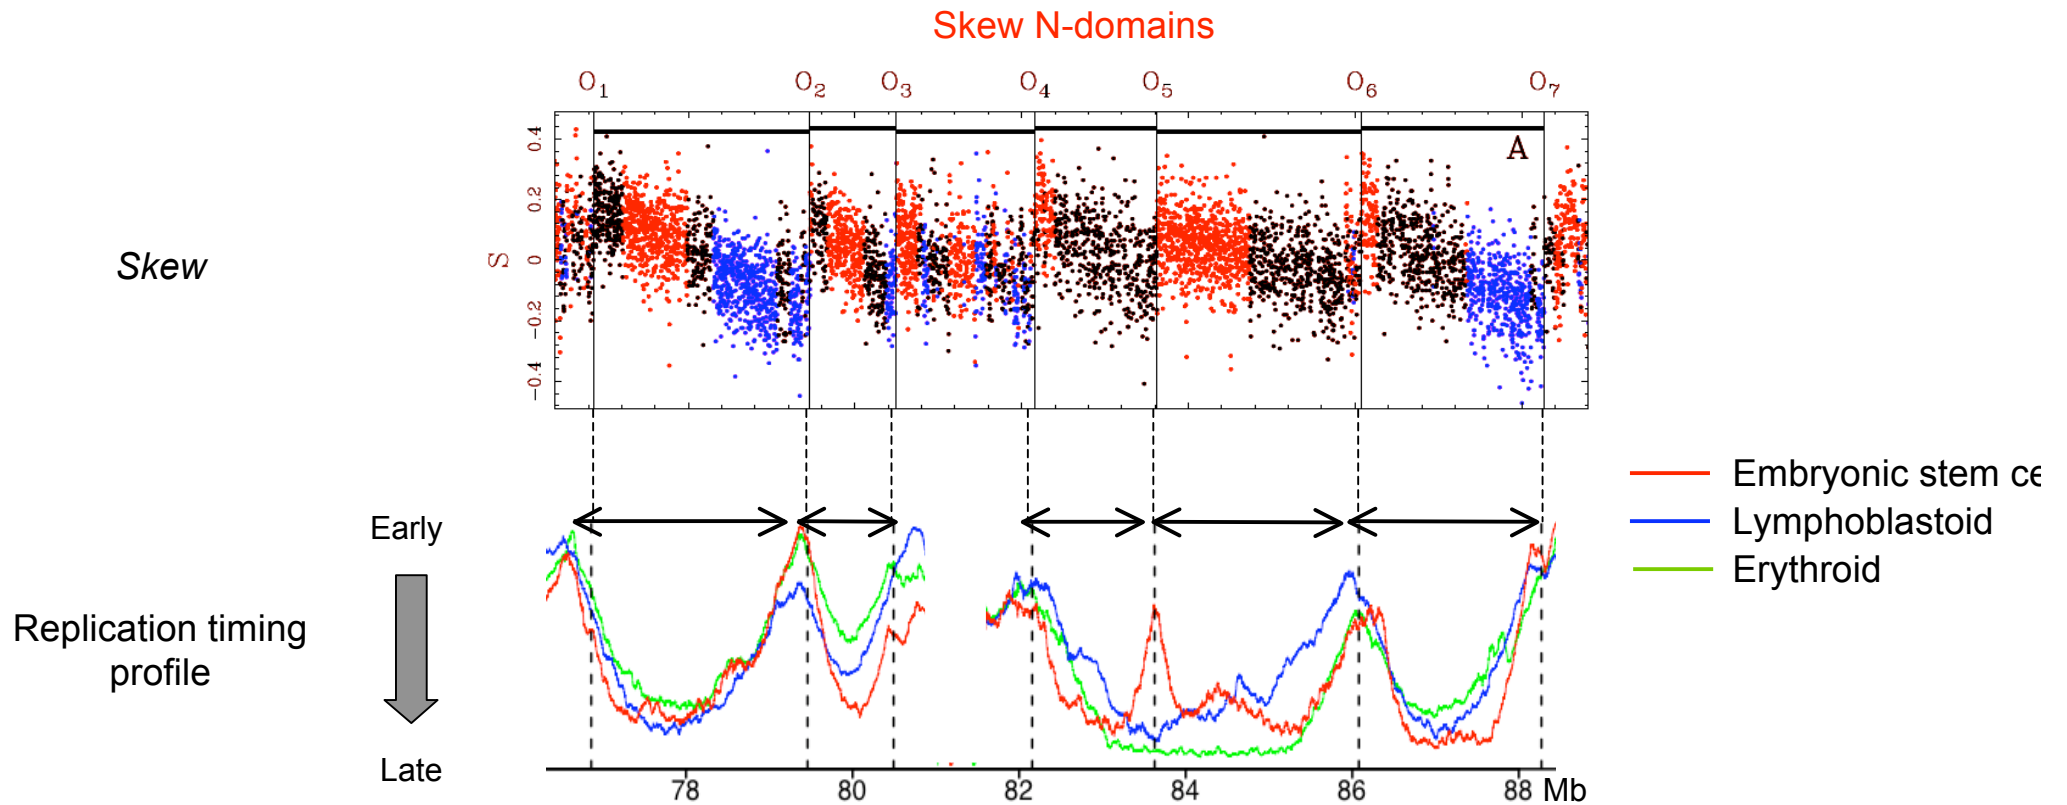 Skew N-domains
O1 O2 O3 O4 O5 O6 O7
A
0.4
0.2
0
−0.2
−0.4
S
Skew
Embryonic stem ce
Lymphoblastoid
Erythroid
Early
Replication timing
profile
Late
78 80 82 84 86 88 Mb